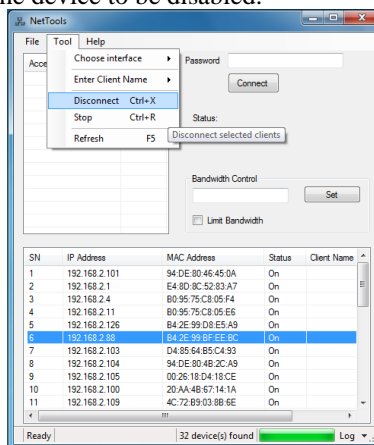 the device to be disabled.
NetTools
File Tool Help
Choose interface
Enter Client Name
Disconnect Ctrl+X
Stop Ctrl+R
Refresh F5
Disconnect selected clients
Acce
Password
Connect
Status:
Bandwidth Control
Set
Limit Bandwidth
SN IP Address MAC Address Status Client Name
1 192.168.2.101 94:DE:80:46:45:0A On
2 192.168.2.1 E4:8D:8C:52:83:A7 On
3 192.168.2.4 B0:95:75:C8:05:F4 On
4 192.168.2.11 B0:95:75:C8:05:E6 On
5 192.168.2.126 B4:2E:99:D8:E5:A9 On
6 192.168.2.88 B4:2E:99:BF:EE:BC On
7 192.168.2.103 D4:85:64:B5:C4:93 On
8 192.168.2.104 94:DE:80:4B:2C:A9 On
9 192.168.2.105 00:26:18:D4:18:CE On
10 192.168.2.100 20:AA:4B:67:14:1A On
11 192.168.2.109 4C:72:B9:03:8B:6E On
Ready 32 device(s) found Log